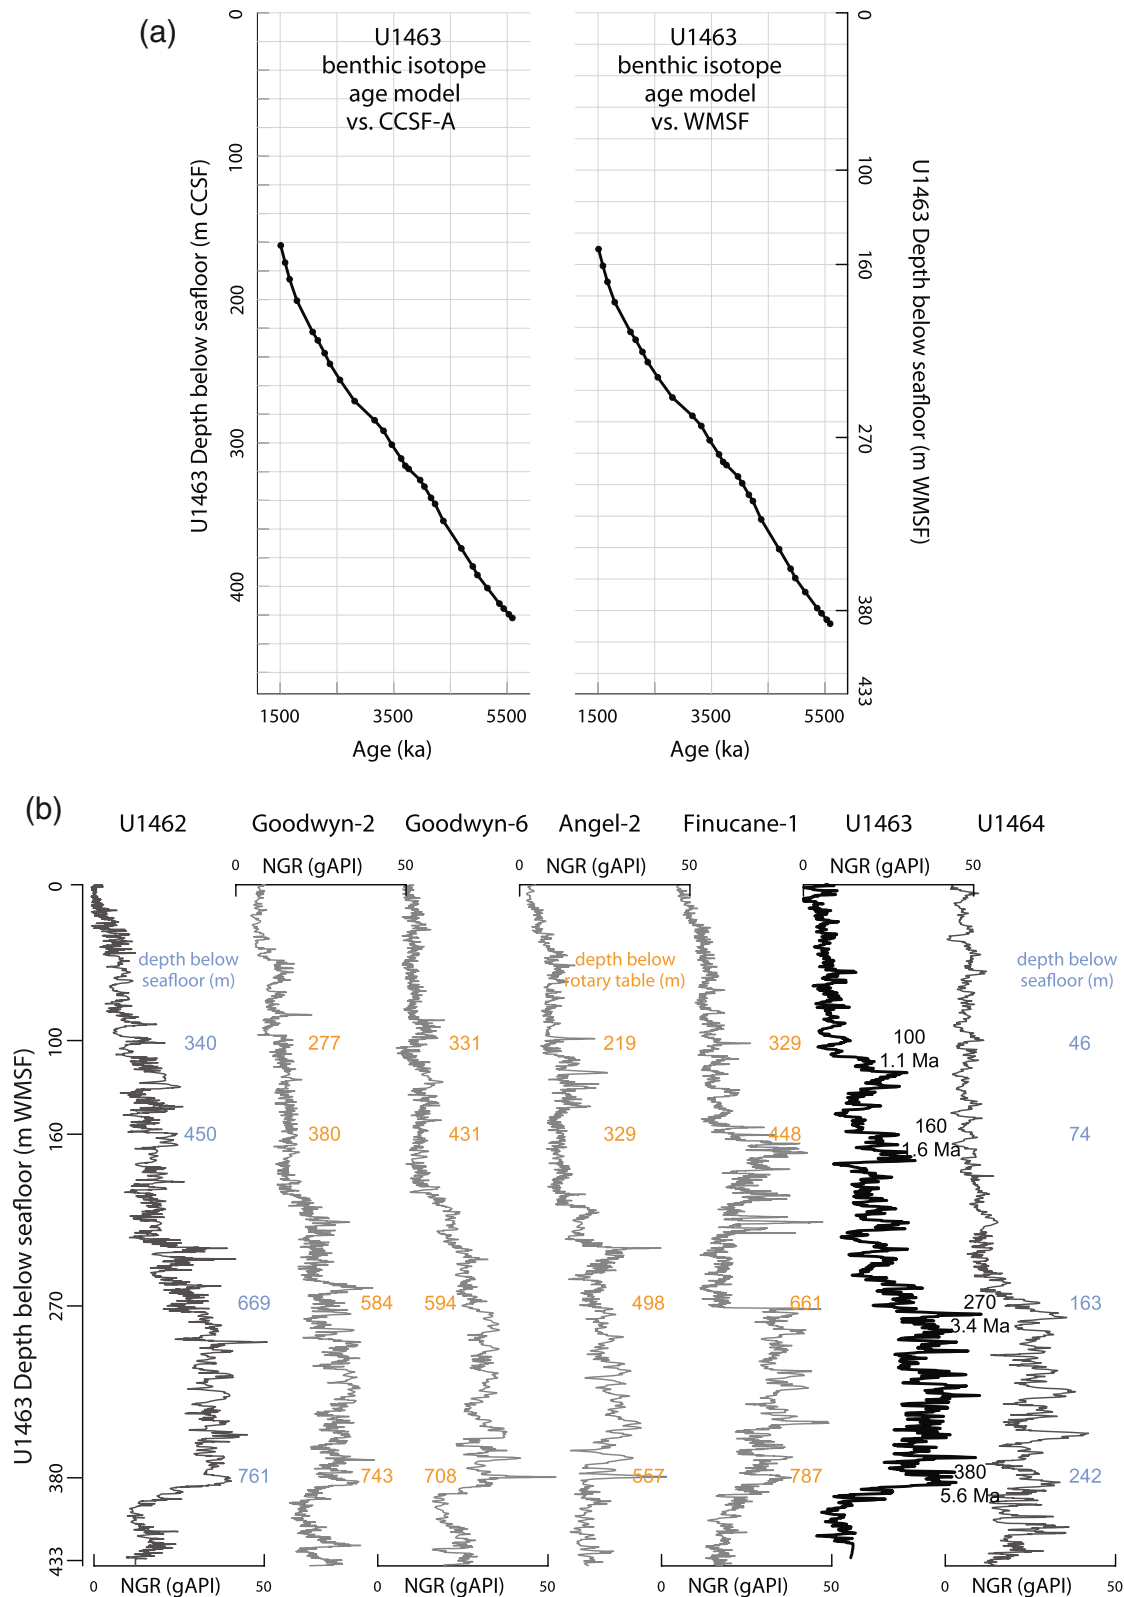 (a)
U1463
benthic isotope
age model
vs. CCSF-A
U1463
benthic isotope
age model
vs. WMSF
U1463 Depth below seafloor (m CCSF)
0
100
200
300
400
0
100
160
270
380
433
U1463 Depth below seafloor (m WMSF)
1500
3500
5500
1500
3500
5500
Age (ka)
Age (ka)
(b)
U1462
Goodwyn-2
Goodwyn-6
Angel-2
Finucane-1
U1463
U1464
0
NGR (gAPI)
50
0
NGR (gAPI)
50
0
NGR (gAPI)
50
U1463 Depth below seafloor (m WMSF)
0
100
160
270
380
433
depth below
seafloor (m)
depth below
rotary table (m)
depth below
seafloor (m)
340
277
331
219
329
100
1.1 Ma
46
450
380
431
329
448
160
1.6 Ma
74
669
584
594
498
661
270
3.4 Ma
163
761
743
708
557
787
380
5.6 Ma
242
0
NGR (gAPI)
50
0
NGR (gAPI)
50
0
NGR (gAPI)
50
0
NGR (gAPI)
50